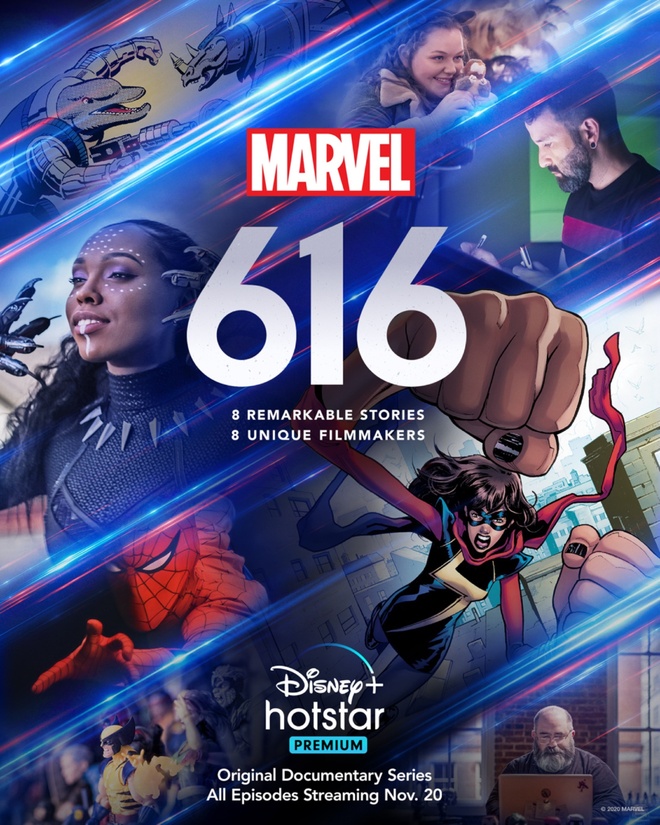 MARVEL
616
8 REMARKABLE STORIES
8 UNIQUE FILMMAKERS
Disney+
hotstar
PREMIUM
Original Documentary Series
All Episodes Streaming Nov. 20
© 2020 MARVEL